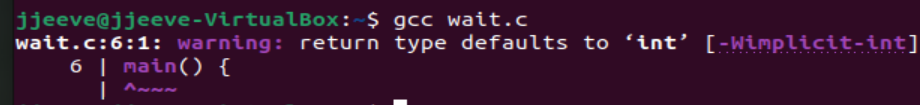 jjeeve@jjeeve-VirtualBox:~$ gcc wait.c
wait.c:6:1: warning: return type defaults to ‘int’ [-Wimplicit-int]
6 | main() {
| ^~~~